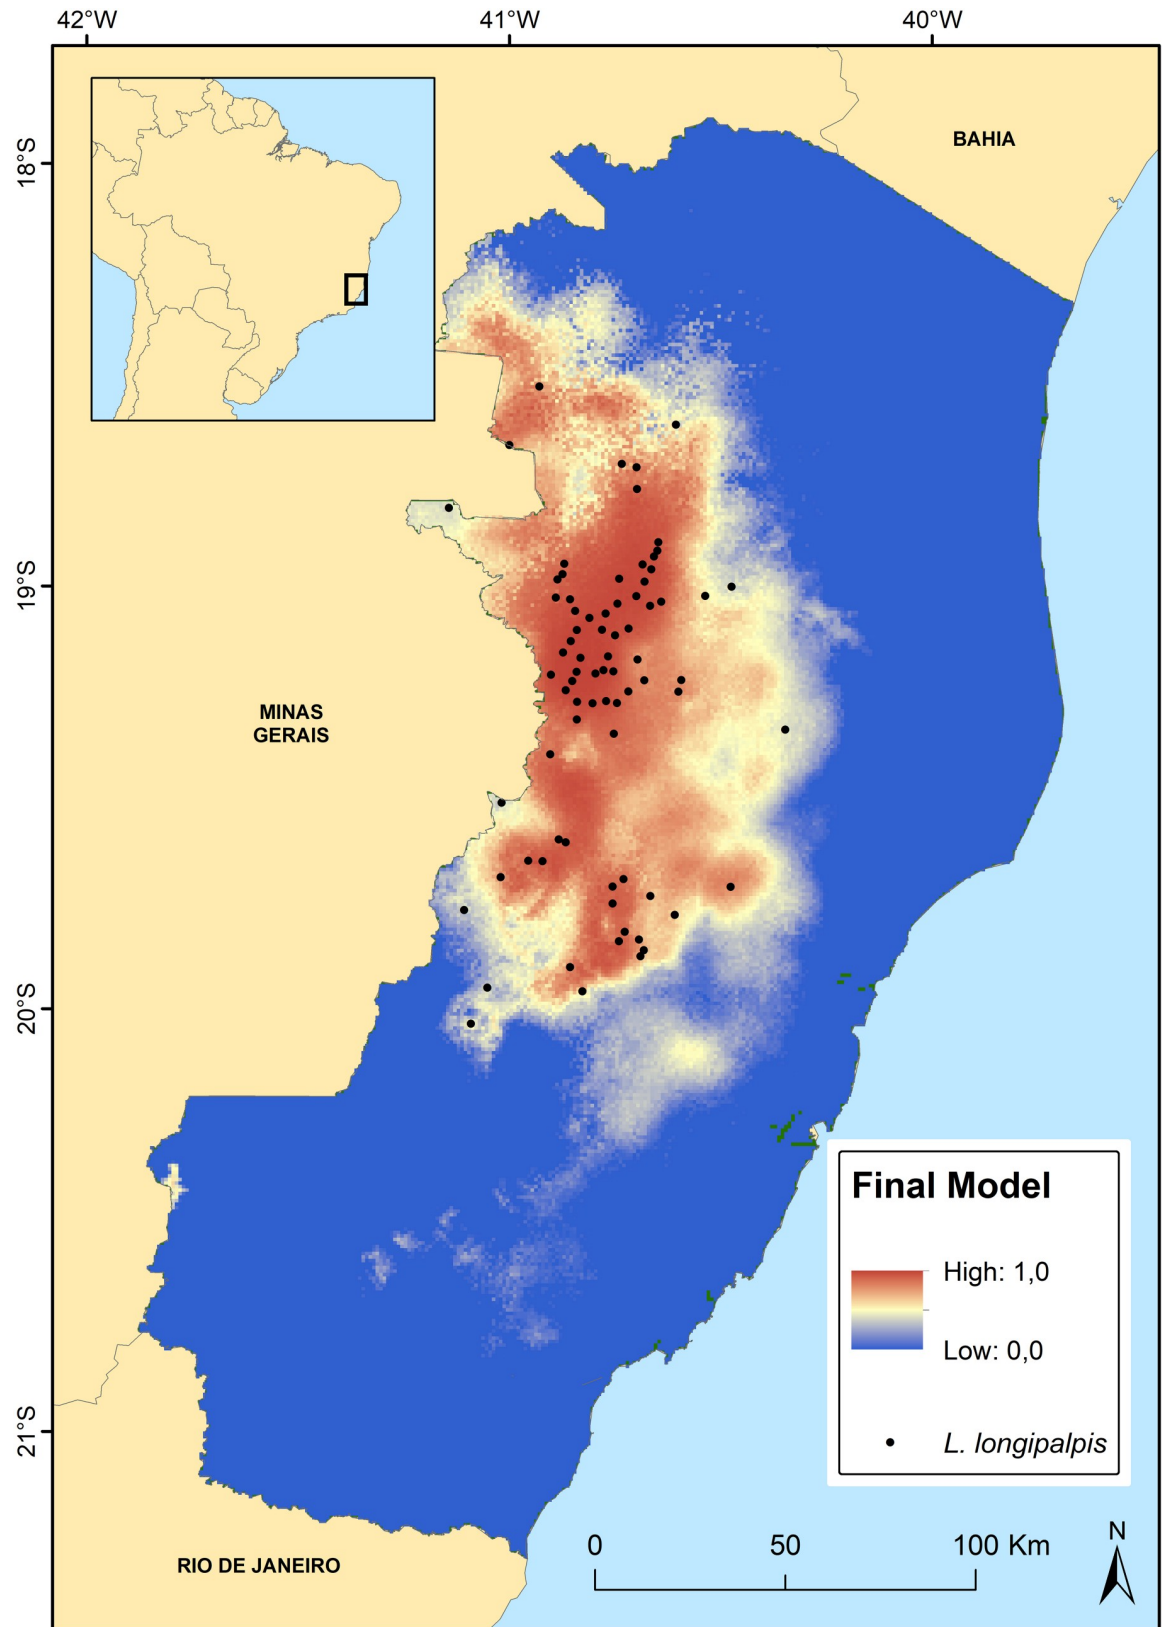 42°W
41°W
40°W
18°S
19°S
20°S
21°S
BAHIA
MINAS
GERAIS
RIO DE JANEIRO
Final Model
High: 1,0
Low: 0,0
L. longipalpis
0
50
100 Km
N